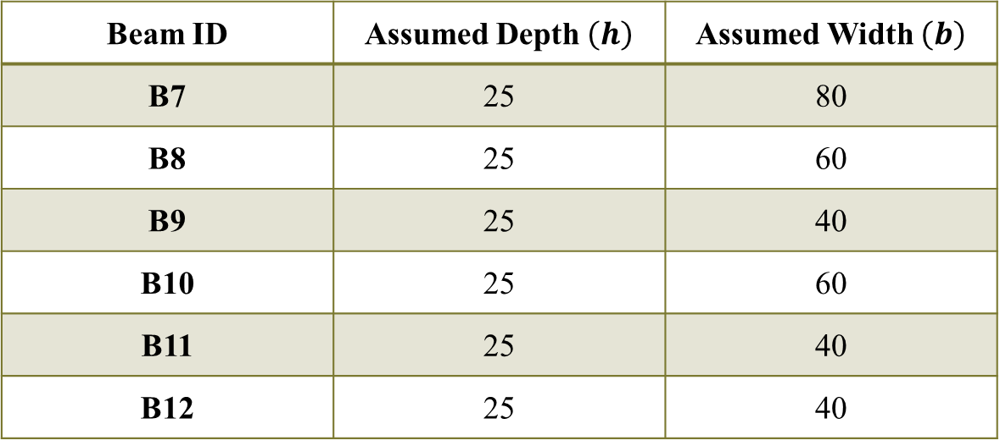 Beam ID Assumed Depth (h) Assumed Width (b)
B7 25 80
B8 25 60
B9 25 40
B10 25 60
B11 25 40
B12 25 40